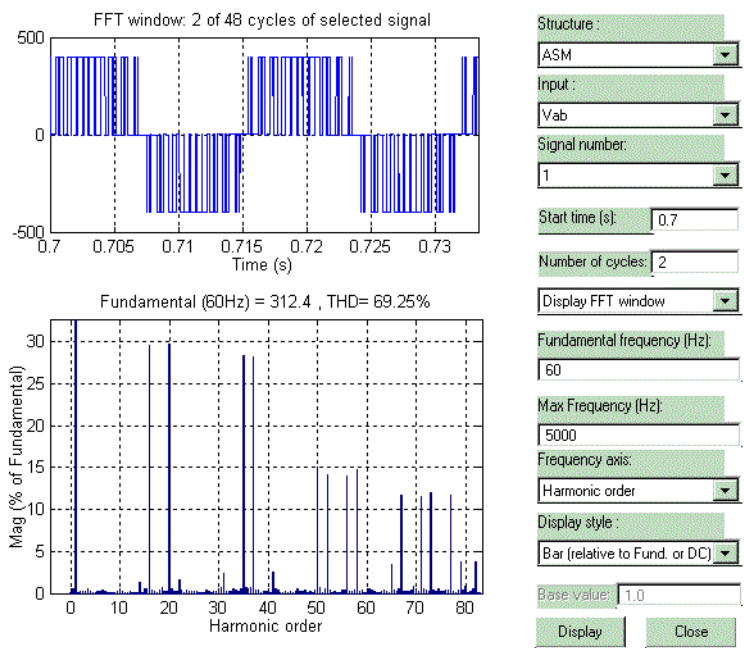 FFT window: 2 of 48 cycles of selected signal
500
0
-500
0.7 0.705 0.71 0.715 0.72 0.725 0.73
Time (s)
Fundamental (60Hz) = 312.4 , THD= 69.25%
Mag (% of Fundamental)
30
25
20
15
10
5
0
0 10 20 30 40 50 60 70 80
Harmonic order
Structure :
ASM
Input :
Vab
Signal number:
1
Start time (s): 0.7
Number of cycles: 2
Display FFT window
Fundamental frequency (Hz):
60
Max Frequency (Hz):
5000
Frequency axis:
Harmonic order
Display style :
Bar (relative to Fund. or DC)
Base value: 1.0
Display Close